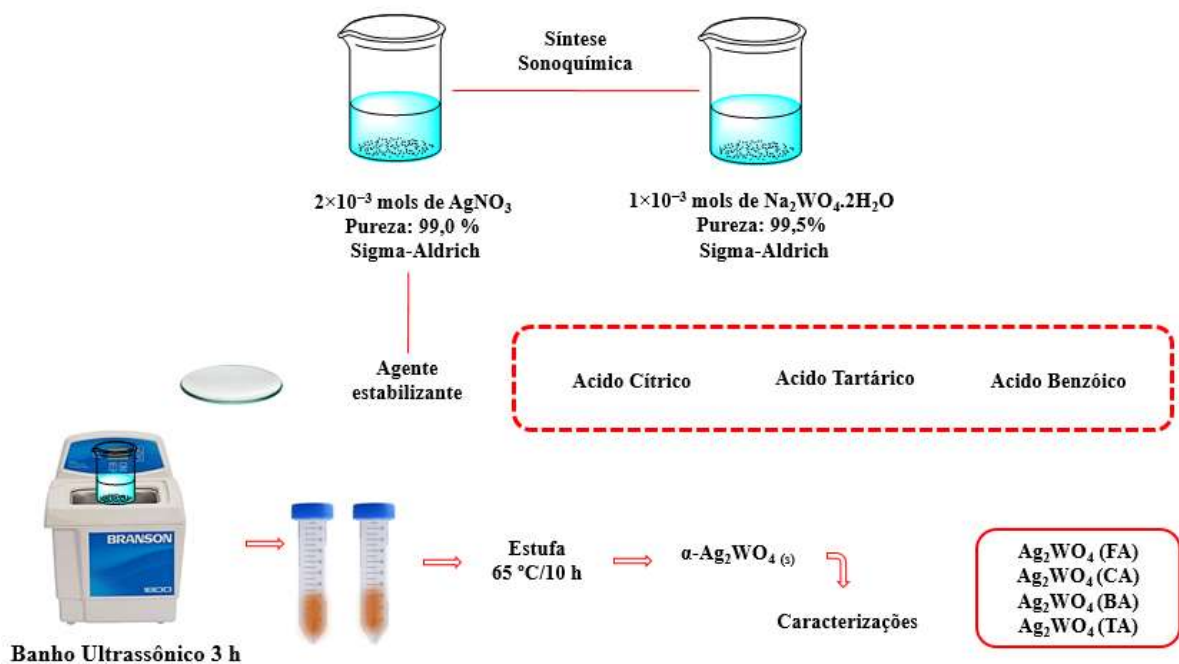 Síntese
Sonoquímica
2×10⁻³ mols de AgNO₃
Pureza: 99,0 %
Sigma-Aldrich
1×10⁻³ mols de Na₂WO₄.2H₂O
Pureza: 99,5%
Sigma-Aldrich
Agente
estabilizante
Acido Cítrico
Acido Tartárico
Acido Benzóico
BRANSON
1800
Banho Ultrassônico 3 h
Estufa
65 ºC/10 h
α-Ag₂WO₄ (s)
Caracterizações
Ag₂WO₄ (FA)
Ag₂WO₄ (CA)
Ag₂WO₄ (BA)
Ag₂WO₄ (TA)